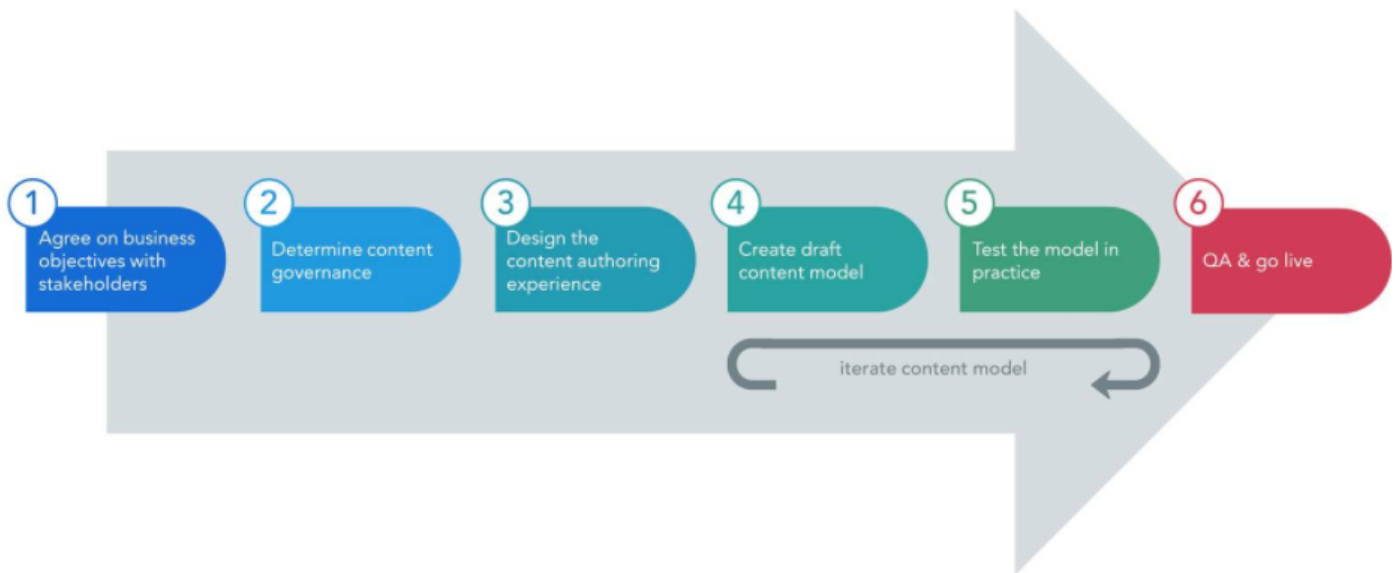 1
Agree on business
objectives with
stakeholders
2
Determine content
governance
3
Design the
content authoring
experience
4
Create draft
content model
5
Test the model in
practice
6
QA & go live
iterate content model